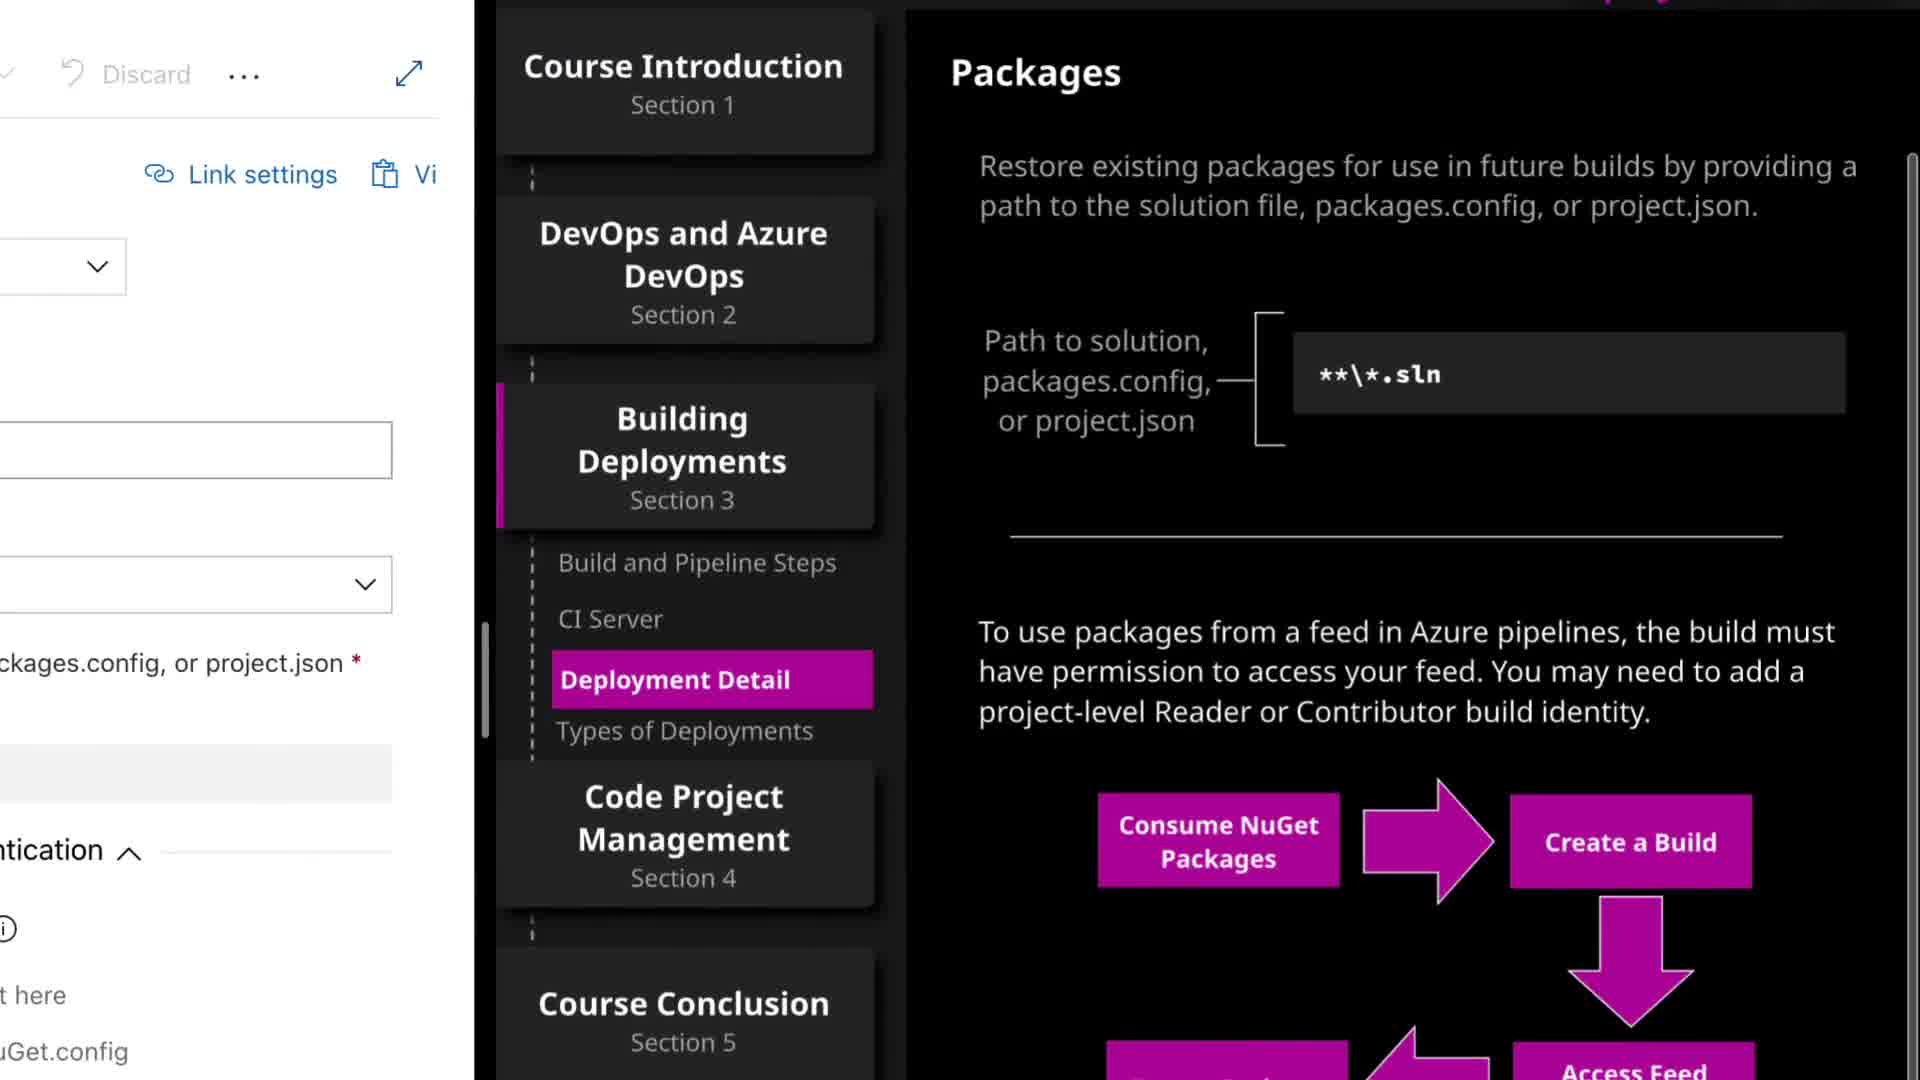 Discard
...
Link settings
Vi
ckages.config, or project.json *
ntication
t here
uGet.config
Course Introduction
Section 1
DevOps and Azure
DevOps
Section 2
Building
Deployments
Section 3
Build and Pipeline Steps
CI Server
Deployment Detail
Types of Deployments
Code Project
Management
Section 4
Course Conclusion
Section 5
Packages
Restore existing packages for use in future builds by providing a
path to the solution file, packages.config, or project.json.
Path to solution,
packages.config,
or project.json
**\*.sln
To use packages from a feed in Azure pipelines, the build must
have permission to access your feed. You may need to add a
project-level Reader or Contributor build identity.
Consume NuGet
Packages
Create a Build
Access Feed